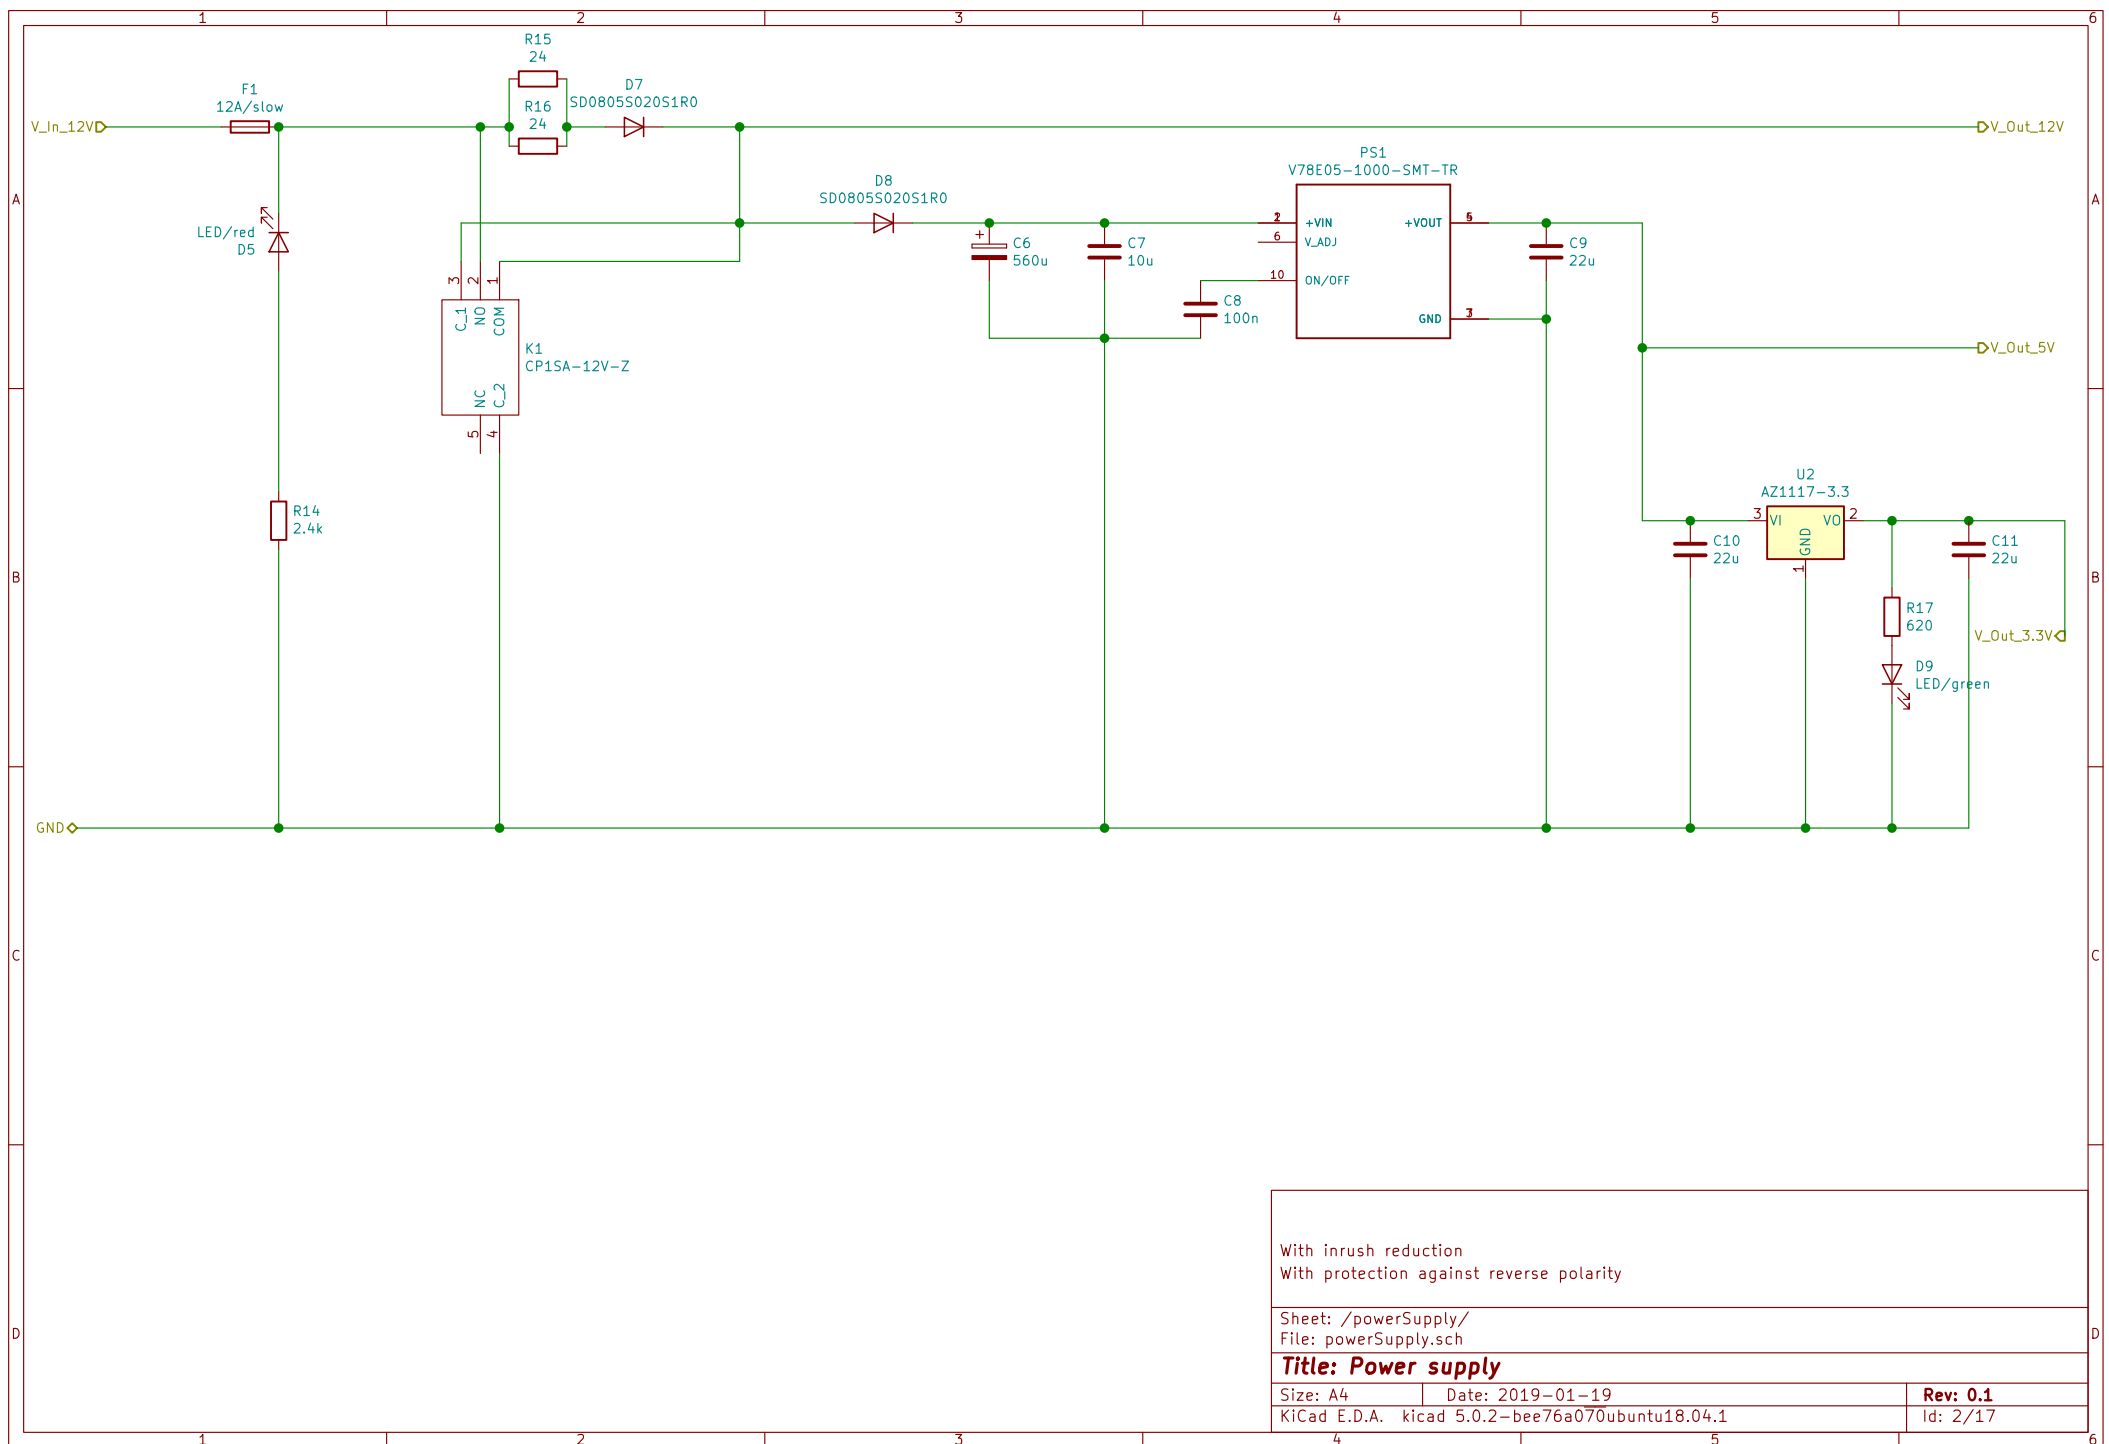 1 2 3 4 5 6
R15
24
F1
12A/slow
D7
SD0805S020S1R0
R16
24
V_In_12V
V_Out_12V
PS1
V78E05-1000-SMT-TR
A
A
D8
SD0805S020S1R0
+VIN
+VOUT
6
V_ADJ
LED/red
D5
+
C6
560u
C7
10u
C9
22u
10
ON/OFF
3
2
1
C8
100n
C_1
NO
COM
GND
K1
CP1SA-12V-Z
V_Out_5V
NC
C_2
5
4
U2
AZ1117-3.3
3
VI
VO
2
GND
1
R14
2.4k
C10
22u
C11
22u
B
B
R17
620
V_Out_3.3V
D9
LED/green
GND
C
C
With inrush reduction
With protection against reverse polarity
Sheet: /powerSupply/
File: powerSupply.sch
D
D
Title: Power supply
Size: A4
Date: 2019-01-19
Rev: 0.1
KiCad E.D.A. kicad 5.0.2-bee76a070ubuntu18.04.1
Id: 2/17
1 2 3 4 5 6